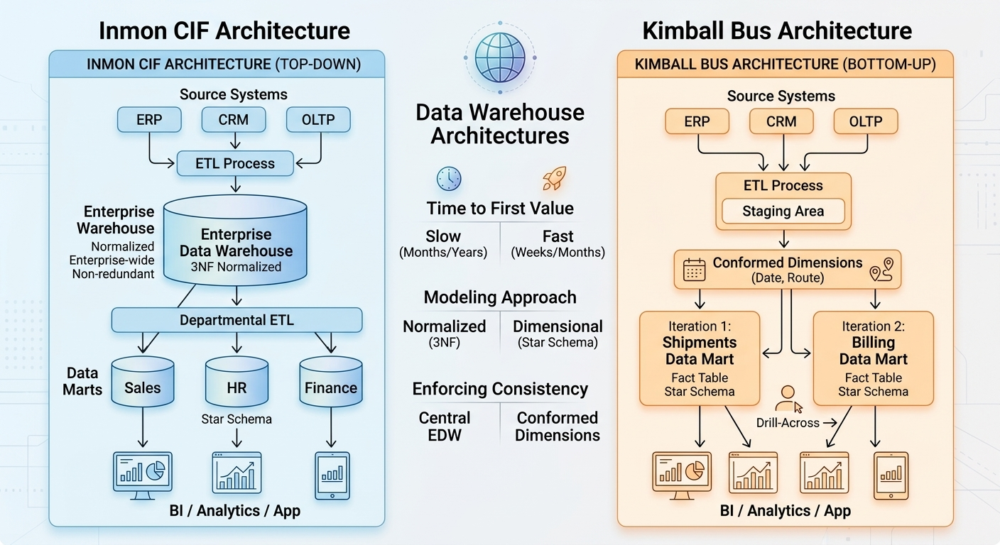 Inmon CIF Architecture
INMON CIF ARCHITECTURE (TOP-DOWN)
Source Systems
ERP
CRM
OLTP
ETL Process
Enterprise
Warehouse
Normalized
Enterprise-wide
Non-redundant
Enterprise
Data Warehouse
3NF Normalized
Departmental ETL
Data
Marts
Sales
HR
Finance
Star Schema
BI / Analytics / App
Data Warehouse
Architectures
Time to First Value
Slow
(Months/Years)
Fast
(Weeks/Months)
Modeling Approach
Normalized
(3NF)
Dimensional
(Star Schema)
Enforcing Consistency
Central
EDW
Conformed
Dimensions
Kimball Bus Architecture
KIMBALL BUS ARCHITECTURE (BOTTOM-UP)
Source Systems
ERP
CRM
OLTP
ETL Process
Staging Area
Conformed Dimensions
(Date, Route)
Iteration 1:
Shipments
Data Mart
Fact Table
Star Schema
Iteration 2:
Billing
Data Mart
Fact Table
Star Schema
Drill-Across
BI / Analytics / App